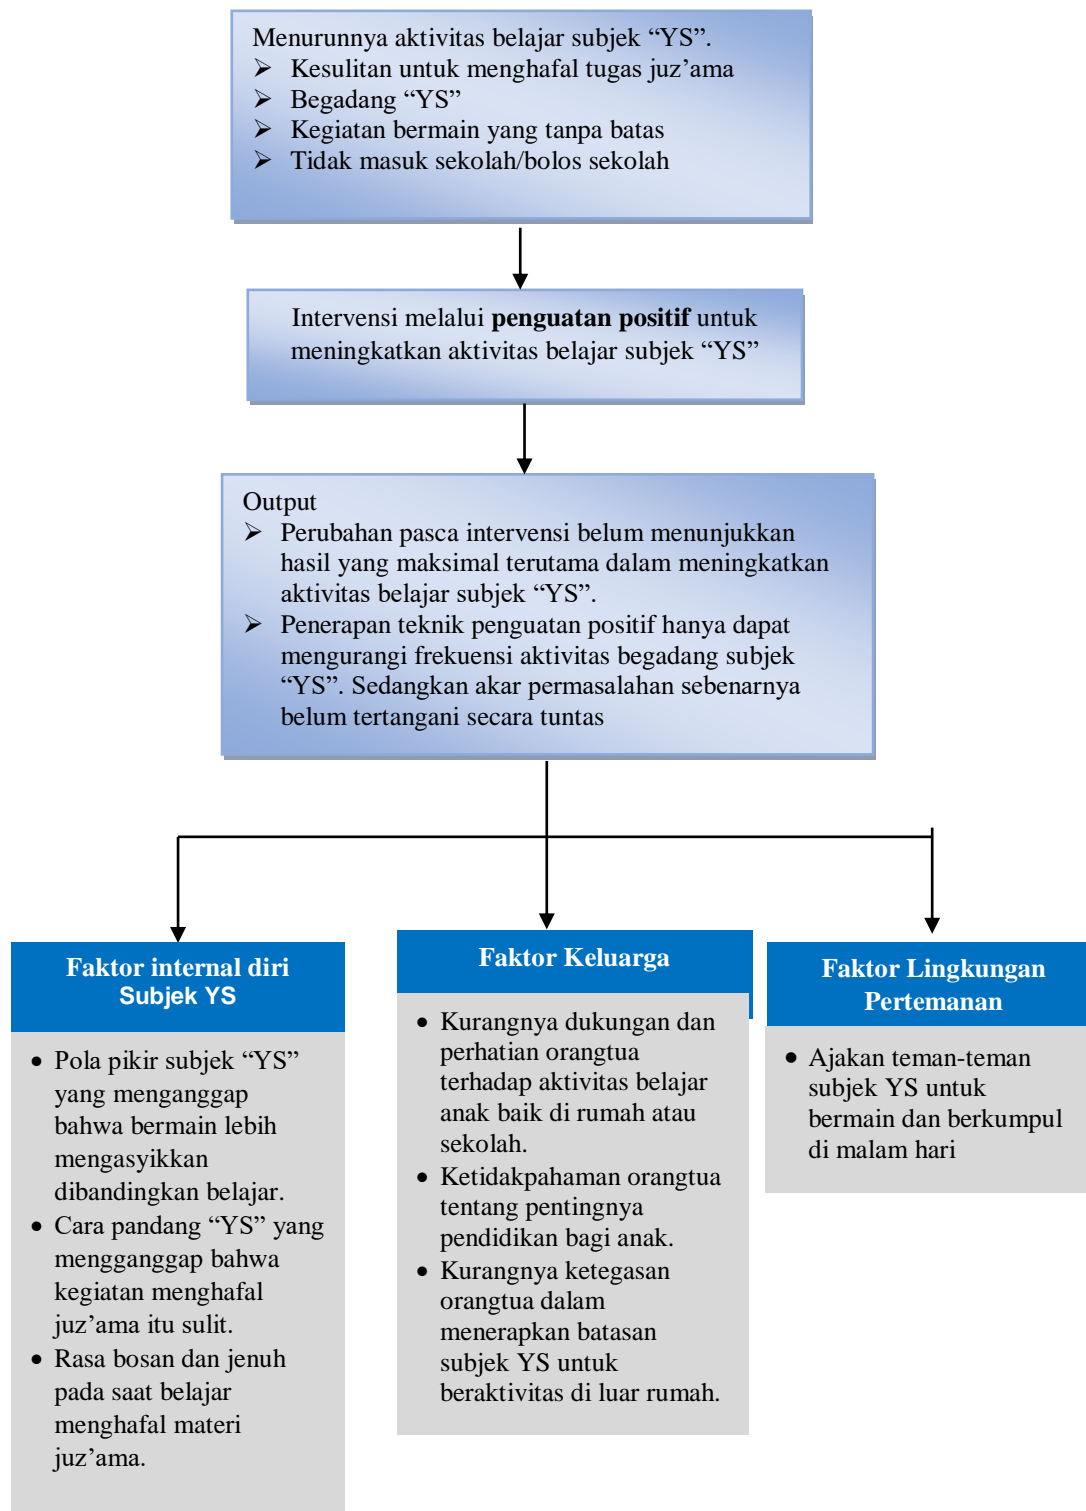 Menurunnya aktivitas belajar subjek “YS”.
➢ Kesulitan untuk menghafal tugas juz’ama
➢ Begadang “YS”
➢ Kegiatan bermain yang tanpa batas
➢ Tidak masuk sekolah/bolos sekolah
Intervensi melalui penguatan positif untuk
meningkatkan aktivitas belajar subjek “YS”
Output
➢ Perubahan pasca intervensi belum menunjukkan
hasil yang maksimal terutama dalam meningkatkan
aktivitas belajar subjek “YS”.
➢ Penerapan teknik penguatan positif hanya dapat
mengurangi frekuensi aktivitas begadang subjek
“YS”. Sedangkan akar permasalahan sebenarnya
belum tertangani secara tuntas
Faktor internal diri
Subjek YS
• Pola pikir subjek “YS”
yang menganggap
bahwa bermain lebih
mengasyikkan
dibandingkan belajar.
• Cara pandang “YS” yang
mengganggap bahwa
kegiatan menghafal
juz’ama itu sulit.
• Rasa bosan dan jenuh
pada saat belajar
menghafal materi
juz’ama.
Faktor Keluarga
• Kurangnya dukungan dan
perhatian orangtua
terhadap aktivitas belajar
anak baik di rumah atau
sekolah.
• Ketidakpahaman orangtua
tentang pentingnya
pendidikan bagi anak.
• Kurangnya ketegasan
orangtua dalam
menerapkan batasan
subjek YS untuk
beraktivitas di luar rumah.
Faktor Lingkungan
Pertemanan
• Ajakan teman-teman
subjek YS untuk
bermain dan berkumpul
di malam hari